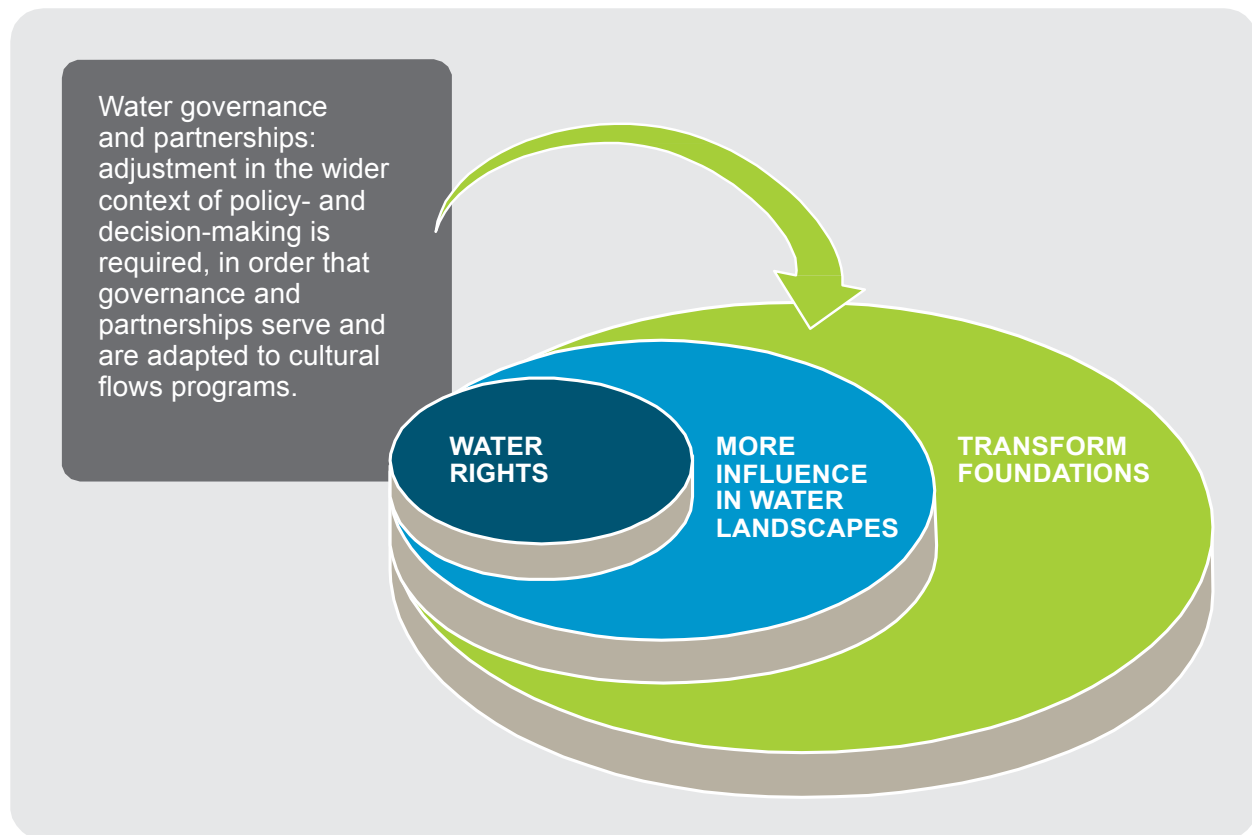 Water governance
and partnerships:
adjustment in the wider
context of policy- and
decision-making is
required, in order that
governance and
partnerships serve and
are adapted to cultural
flows programs.
WATER
RIGHTS
MORE
INFLUENCE
IN WATER
LANDSCAPES
TRANSFORM
FOUNDATIONS